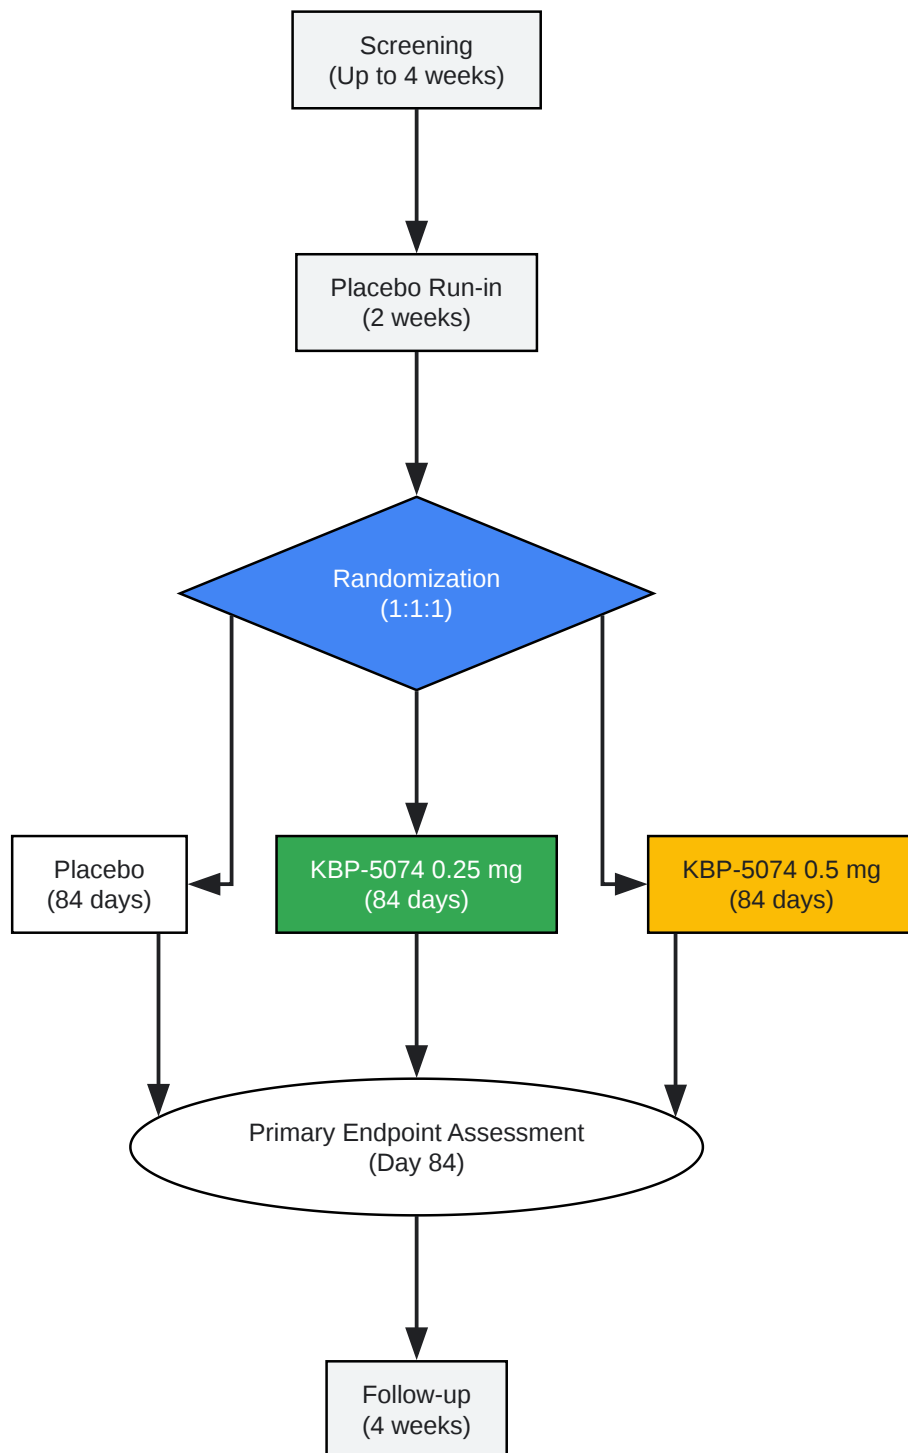 Screening
(Up to 4 weeks)
Placebo Run-in
(2 weeks)
Randomization
(1:1:1)
Placebo
(84 days)
KBP-5074 0.25 mg
(84 days)
KBP-5074 0.5 mg
(84 days)
Primary Endpoint Assessment
(Day 84)
Follow-up
(4 weeks)